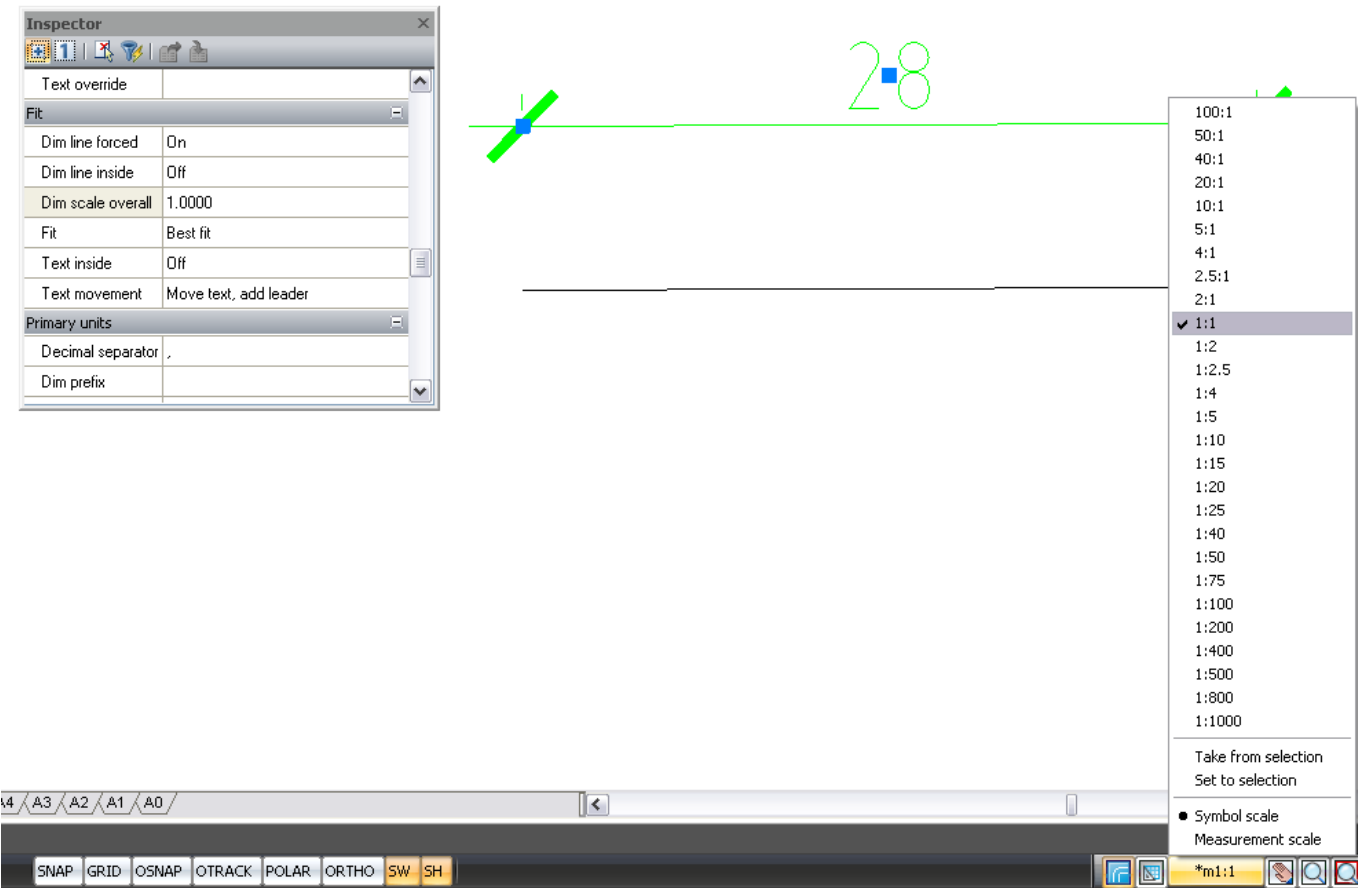 Inspector
1
Text override
Fit
Dim line forced On
Dim line inside Off
Dim scale overall 1.0000
Fit Best fit
Text inside Off
Text movement Move text, add leader
Primary units
Decimal separator ,
Dim prefix
28
100:1
50:1
40:1
20:1
10:1
5:1
4:1
2.5:1
2:1
1:1
1:2
1:2.5
1:4
1:5
1:10
1:15
1:20
1:25
1:40
1:50
1:75
1:100
1:200
1:400
1:500
1:800
1:1000
Take from selection
Set to selection
Symbol scale
Measurement scale
A4 A3 A2 A1 A0
SNAP GRID OSNAP OTRACK POLAR ORTHO SW SH *m1:1